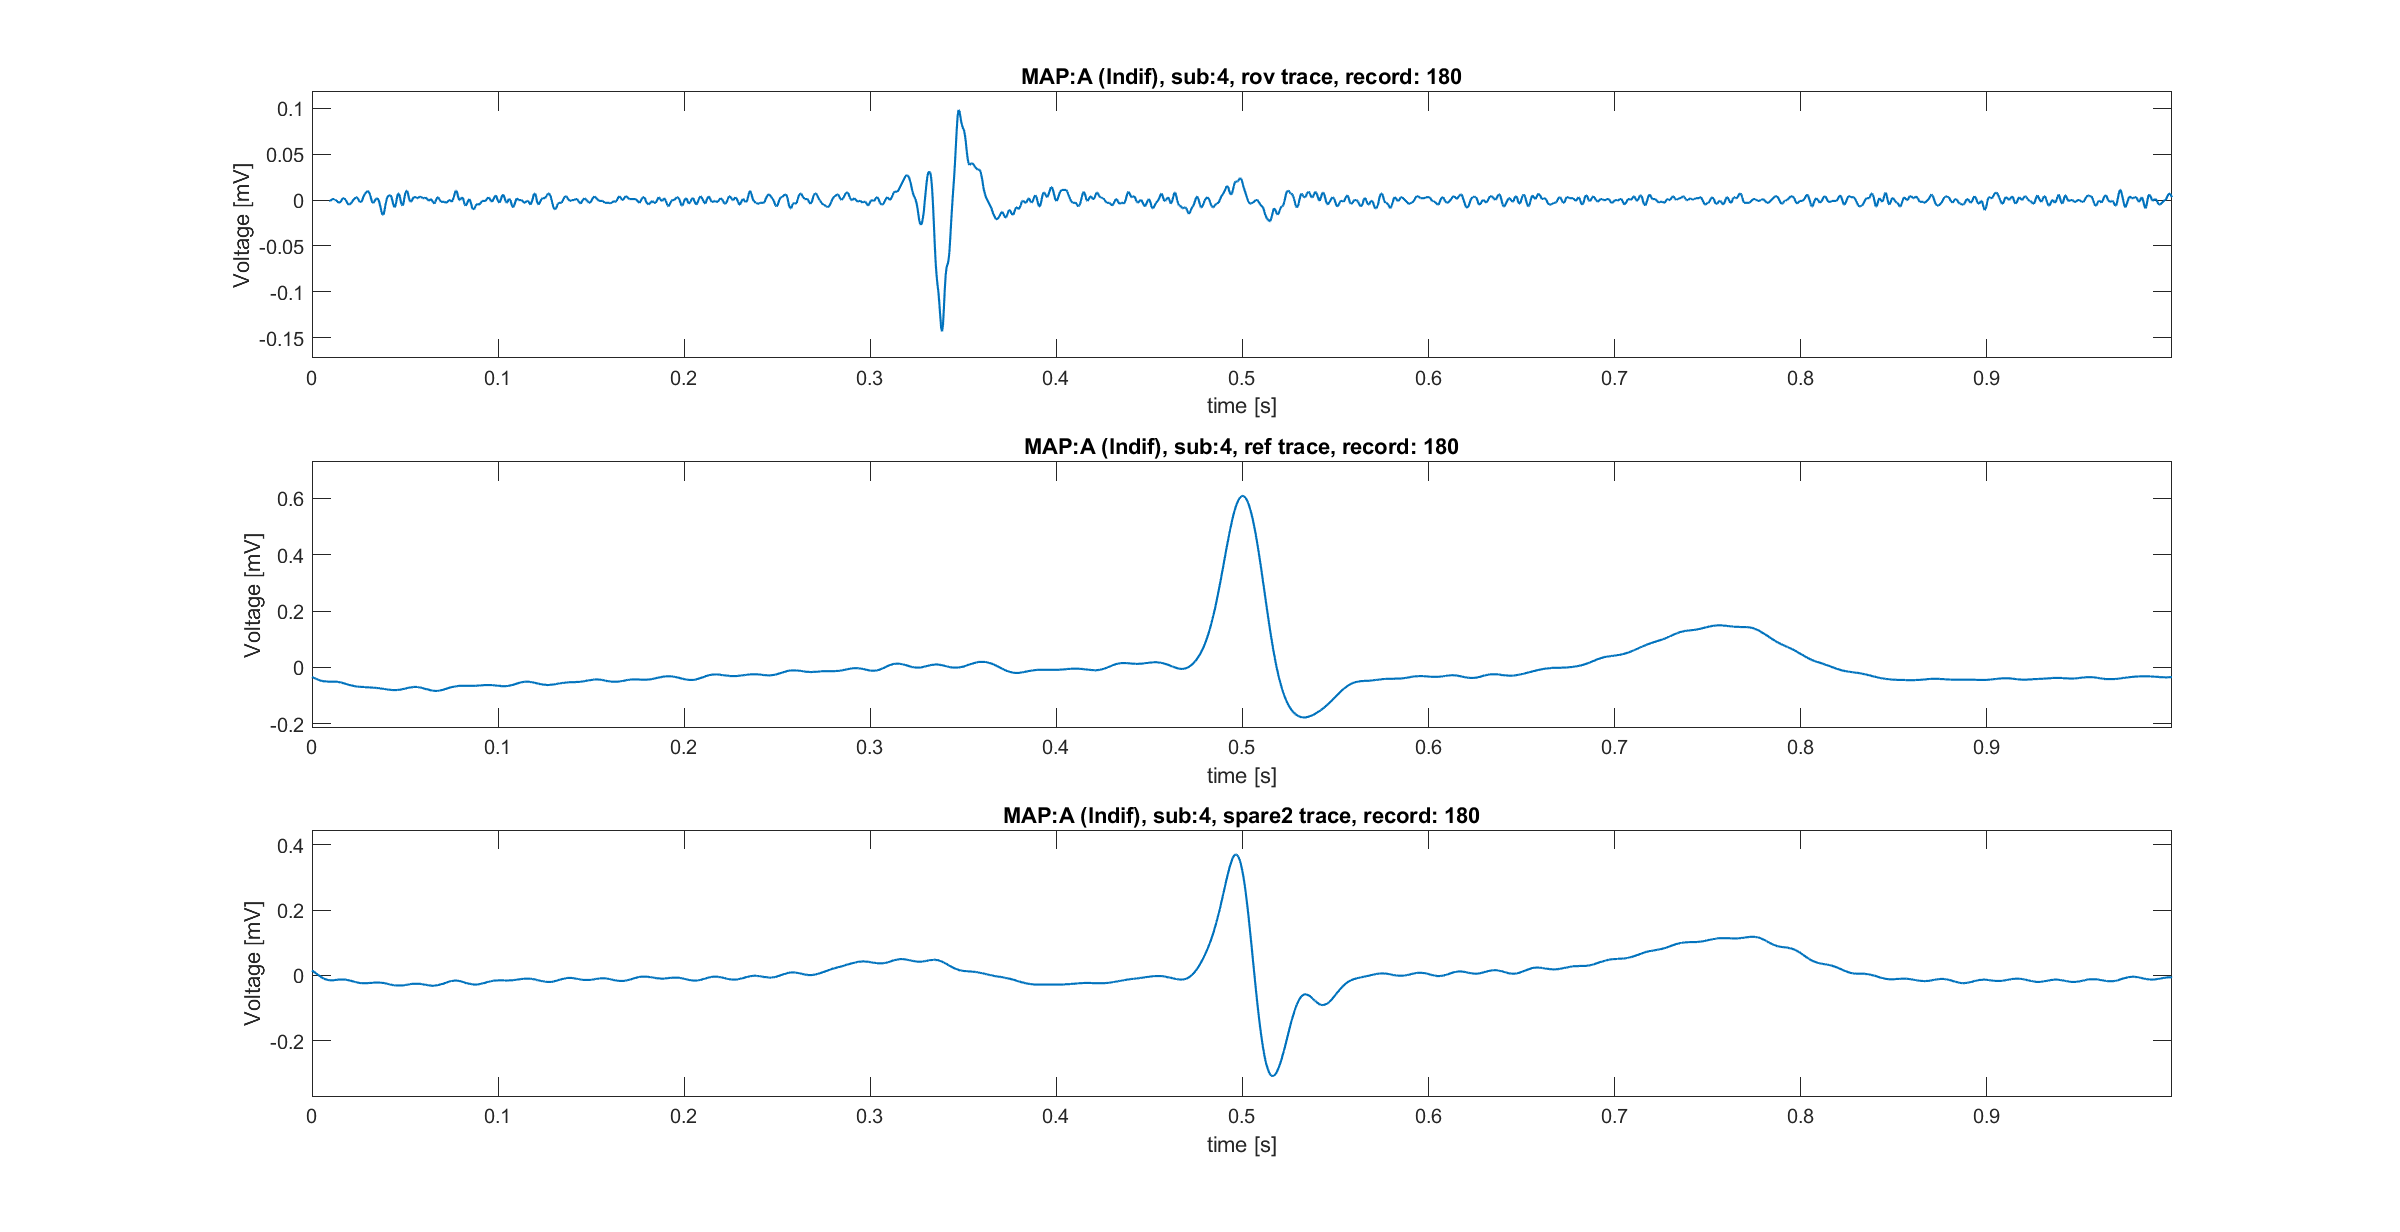 MAP:A (Indif), sub:4, rov trace, record: 180
0.1
0.05
0
-0.05
-0.1
-0.15
Voltage [mV]
0 0.1 0.2 0.3 0.4 0.5 0.6 0.7 0.8 0.9
time [s]
MAP:A (Indif), sub:4, ref trace, record: 180
0.6
0.4
0.2
0
-0.2
Voltage [mV]
0 0.1 0.2 0.3 0.4 0.5 0.6 0.7 0.8 0.9
time [s]
MAP:A (Indif), sub:4, spare2 trace, record: 180
0.4
0.2
0
-0.2
Voltage [mV]
0 0.1 0.2 0.3 0.4 0.5 0.6 0.7 0.8 0.9
time [s]